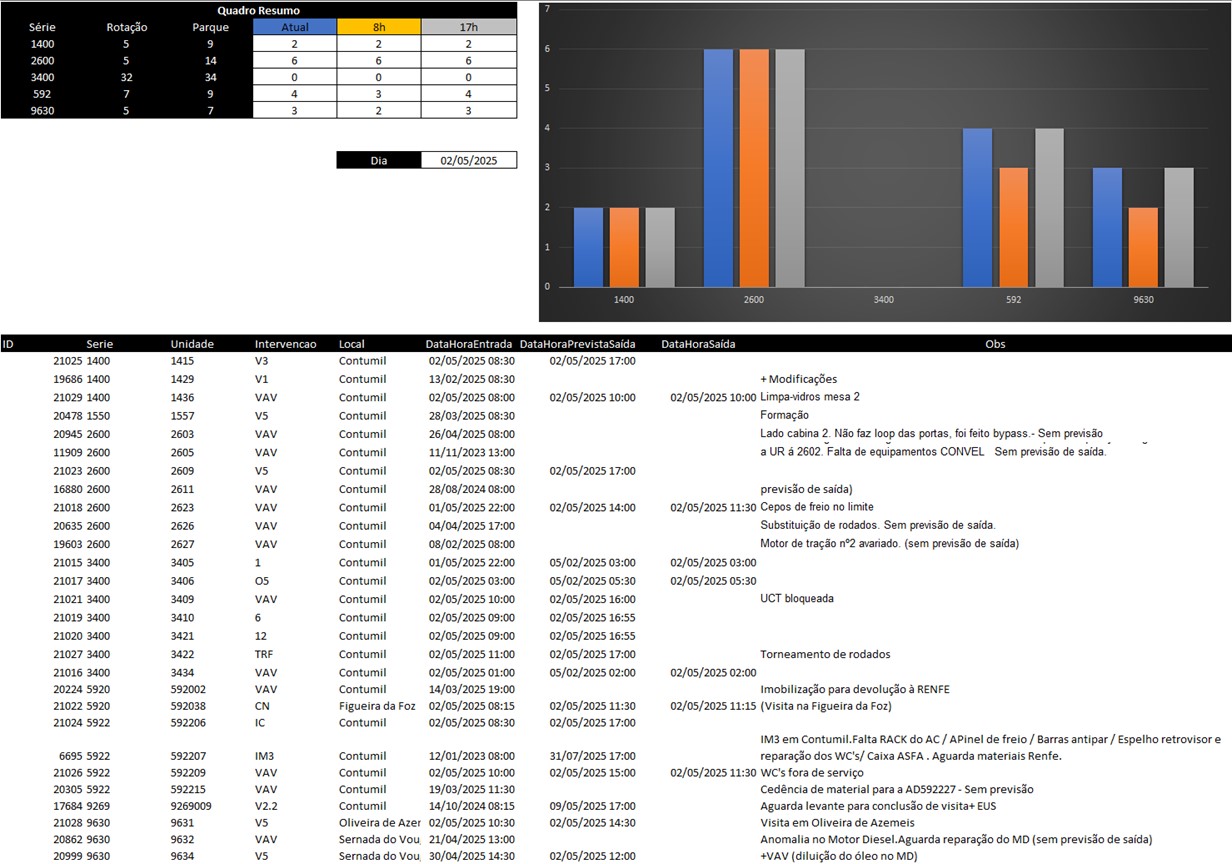 Quadro Resumo
Série Rotação Parque Atual 8h 17h
1400 5 9 2 2 2
2600 5 14 6 6 6
3400 32 34 0 0 0
592 7 9 4 3 4
9630 5 7 3 2 3
Dia 02/05/2025
7
6
5
4
3
2
1
0
1400 2600 3400 592 9630
ID Serie Unidade Intervencao Local DataHoraEntrada DataHoraPrevistaSaída DataHoraSaída Obs
21025 1400 1415 V3 Contumil 02/05/2025 08:30 02/05/2025 17:00
19686 1400 1429 V1 Contumil 13/02/2025 08:30 + Modificações
21029 1400 1436 VAV Contumil 02/05/2025 08:00 02/05/2025 10:00 02/05/2025 10:00 Limpa-vidros mesa 2
20478 1550 1557 V5 Contumil 28/03/2025 08:30 Formação
20945 2600 2603 VAV Contumil 26/04/2025 08:00 Lado cabina 2. Não faz loop das portas, foi feito bypass.- Sem previsão
11909 2600 2605 VAV Contumil 11/11/2023 13:00 a UR á 2602. Falta de equipamentos CONVEL Sem previsão de saída.
21023 2600 2609 V5 Contumil 02/05/2025 08:30 02/05/2025 17:00
16880 2600 2611 VAV Contumil 28/08/2024 08:00 previsão de saída)
21018 2600 2623 VAV Contumil 01/05/2025 22:00 02/05/2025 14:00 02/05/2025 11:30 Cepos de freio no limite
20635 2600 2626 VAV Contumil 04/04/2025 17:00 Substituição de rodados. Sem previsão de saída.
19603 2600 2627 VAV Contumil 08/02/2025 08:00 Motor de tração nº2 avariado. (sem previsão de saída)
21015 3400 3405 1 Contumil 01/05/2025 22:00 05/02/2025 03:00 02/05/2025 03:00
21017 3400 3406 O5 Contumil 02/05/2025 03:00 05/02/2025 05:30 02/05/2025 05:30
21021 3400 3409 VAV Contumil 02/05/2025 10:00 02/05/2025 16:00 UCT bloqueada
21019 3400 3410 6 Contumil 02/05/2025 09:00 02/05/2025 16:55
21020 3400 3421 12 Contumil 02/05/2025 09:00 02/05/2025 16:55
21027 3400 3422 TRF Contumil 02/05/2025 11:00 02/05/2025 17:00 Torneamento de rodados
21016 3400 3434 VAV Contumil 02/05/2025 01:00 05/02/2025 02:00 02/05/2025 02:00
20224 5920 592002 VAV Contumil 14/03/2025 19:00 Imobilização para devolução à RENFE
21022 5920 592038 CN Figueira da Foz 02/05/2025 08:15 02/05/2025 11:30 02/05/2025 11:15 (Visita na Figueira da Foz)
21024 5922 592206 IC Contumil 02/05/2025 08:30 02/05/2025 17:00
IM3 em Contumil.Falta RACK do AC / APinel de freio / Barras antipar / Espelho retrovisor e
6695 5922 592207 IM3 Contumil 12/01/2023 08:00 31/07/2025 17:00 reparação dos WC's/ Caixa ASFA . Aguarda materiais Renfe.
21026 5922 592209 VAV Contumil 02/05/2025 10:00 02/05/2025 15:00 02/05/2025 11:30 WC's fora de serviço
20305 5922 592215 VAV Contumil 19/03/2025 11:30 Cedência de material para a AD592227 - Sem previsão
17684 9269 9269009 V2.2 Contumil 14/10/2024 08:15 09/05/2025 17:00 Aguarda levante para conclusão de visita+ EUS
21028 9630 9631 V5 Oliveira de Azer 02/05/2025 10:30 02/05/2025 14:30 Visita em Oliveira de Azemeis
20862 9630 9632 VAV Sernada do Vou 21/04/2025 13:00 Anomalia no Motor Diesel.Aguarda reparação do MD (sem previsão de saída)
20999 9630 9634 V5 Sernada do Vou 30/04/2025 14:30 02/05/2025 12:00 +VAV (diluição do óleo no MD)